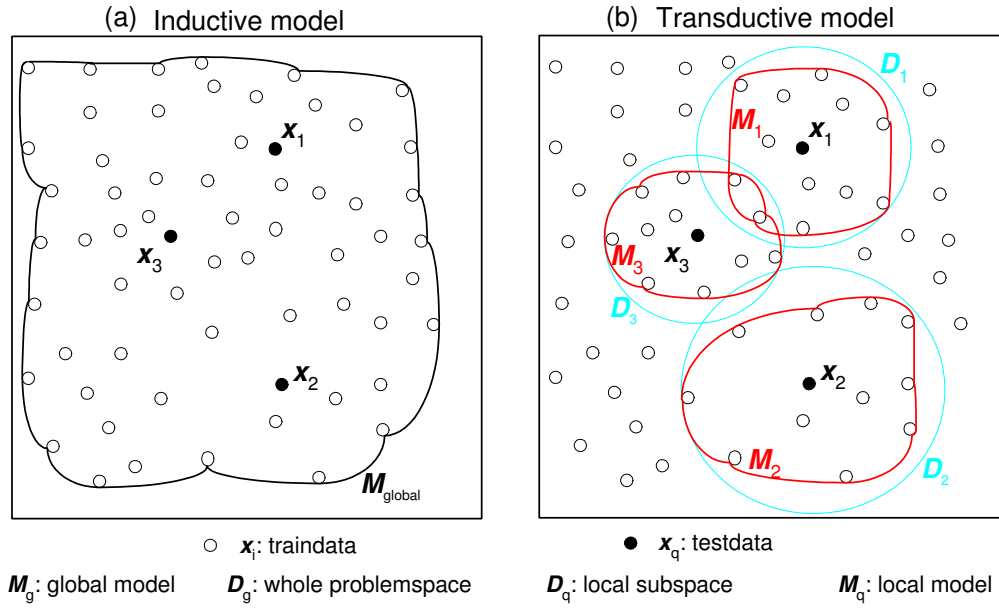 (a) Inductive model
(b) Transductive model
x1
x3
x2
Mglobal
D1
M1
x1
M3
x3
D3
x2
M2
D2
xi: traindata
xq: testdata
Mg: global model
Dg: whole problemspace
Dq: local subspace
Mq: local model